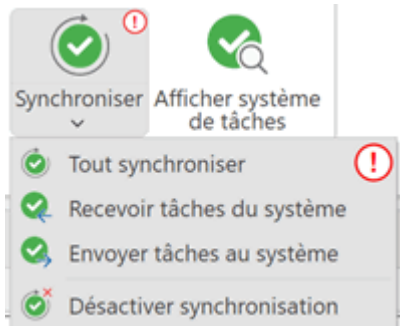 Synchroniser
Afficher système
de tâches
Tout synchroniser
Recevoir tâches du système
Envoyer tâches au système
Désactiver synchronisation